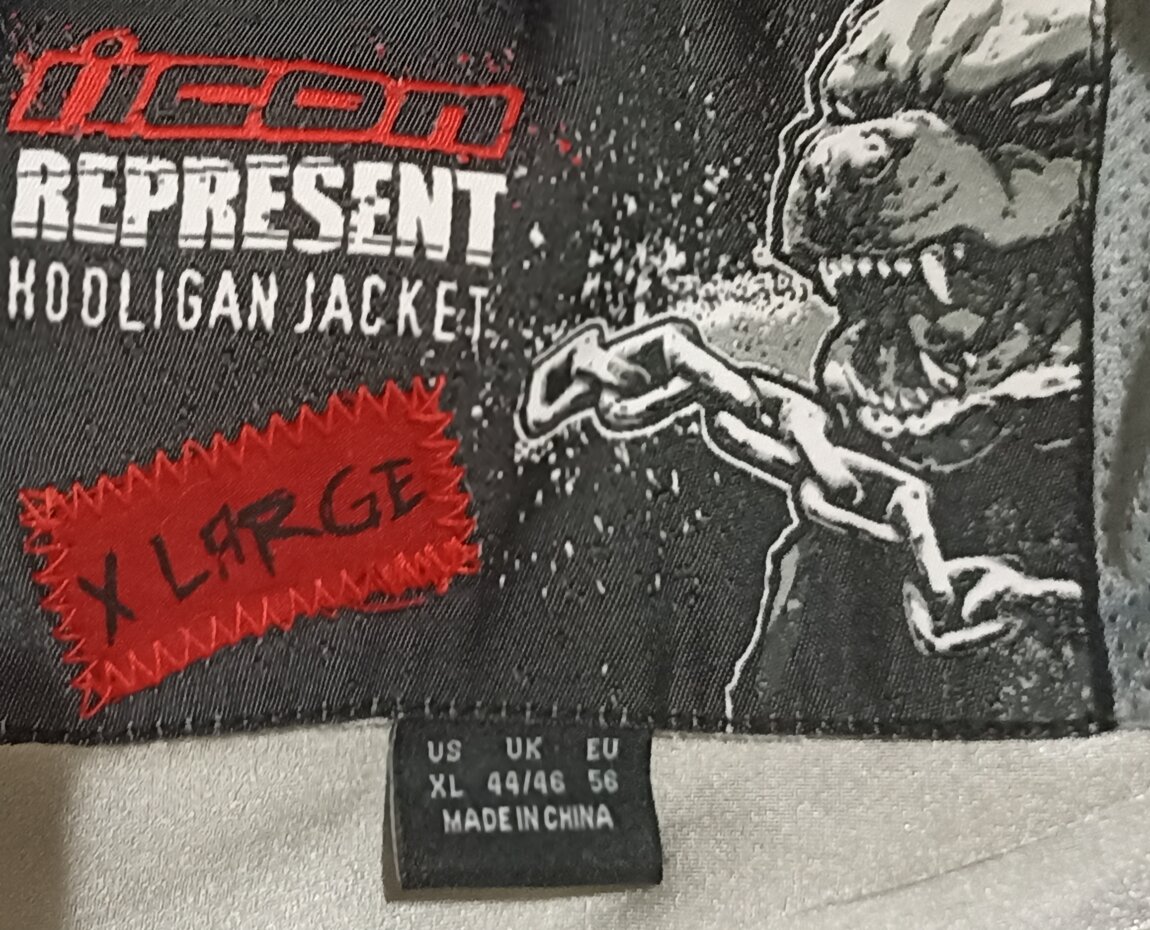 icon
REPRESENT
HOOLIGAN JACKET
X LARGE
US UK EU
XL 44/46 56
MADE IN CHINA